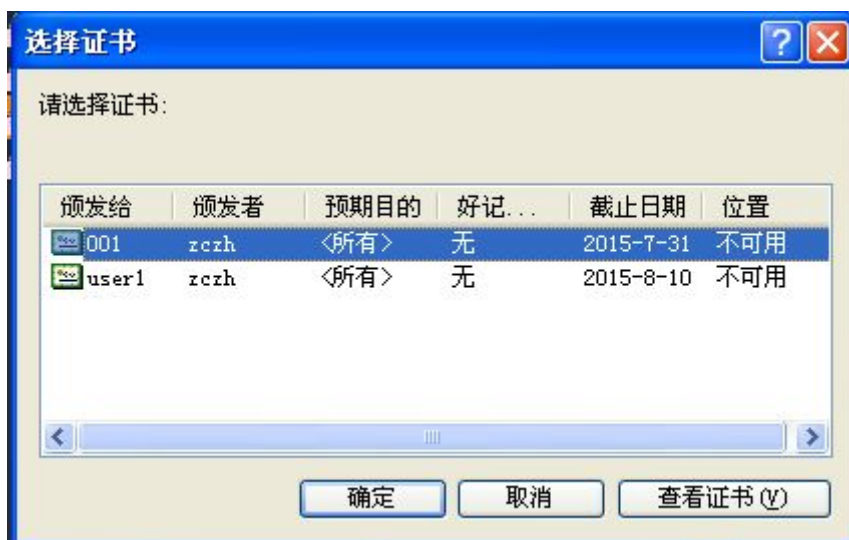 选择证书
请选择证书:
颁发给 颁发者 预期目的 好记... 截止日期 位置
001 zczh <所有> 无 2015-7-31 不可用
user1 zczh <所有> 无 2015-8-10 不可用
确定 取消 查看证书(V)